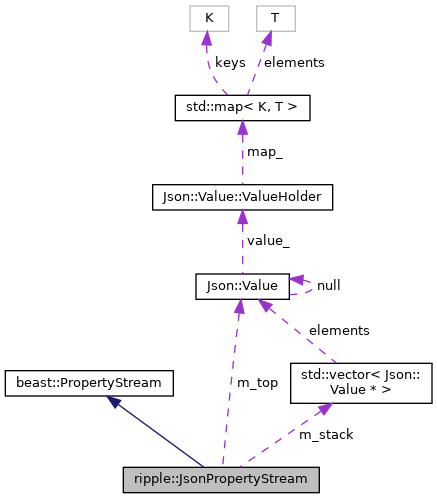 K
T
keys
elements
std::map< K, T >
map_
Json::Value::ValueHolder
value_
Json::Value
null
elements
beast::PropertyStream
m_top
std::vector< Json::
Value * >
m_stack
ripple::JsonPropertyStream